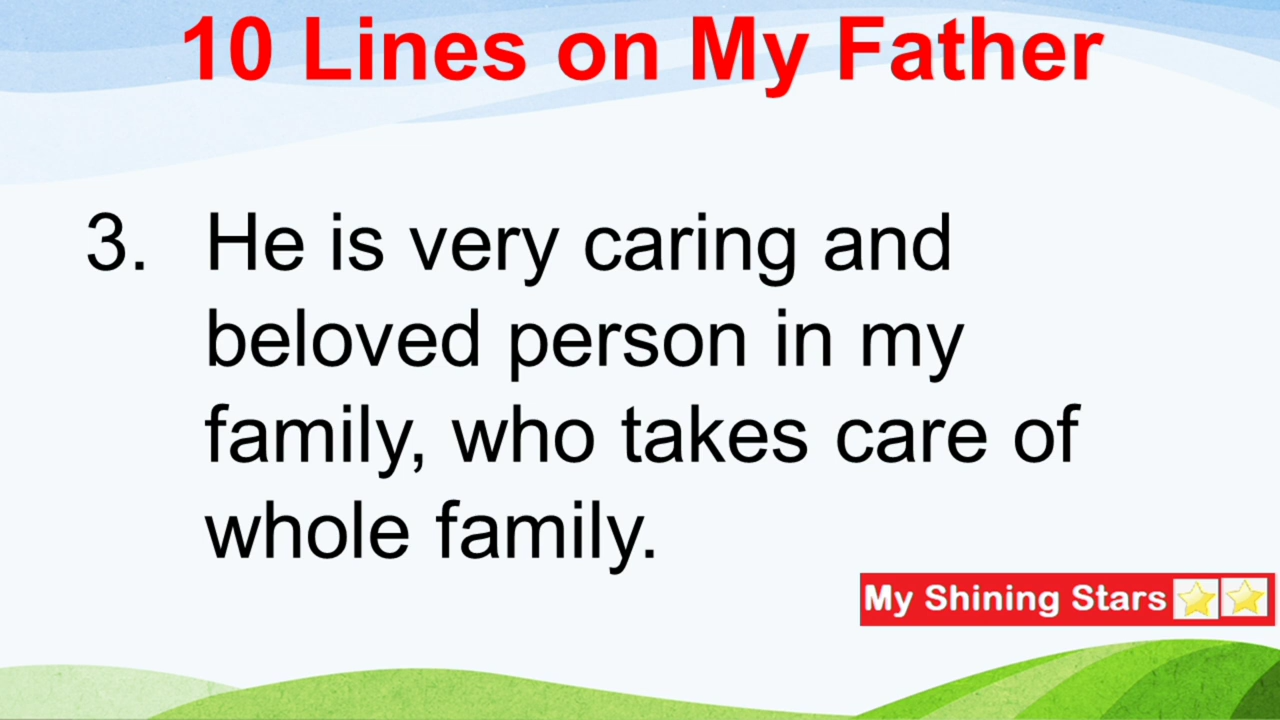 10 Lines on My Father
3. He is very caring and
beloved person in my
family, who takes care of
whole family.
My Shining Stars